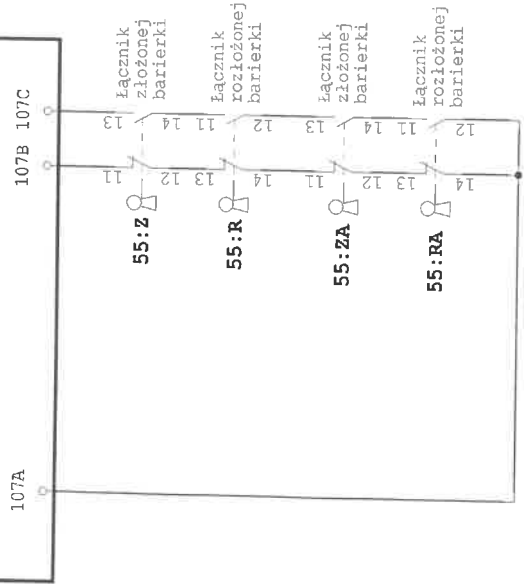 107A
107B
107C
13
Łącznik
złożonej
barierki
11
55:Z
14
12
11
Łącznik
rozłożonej
barierki
13
55:R
12
14
13
Łącznik
złożonej
barierki
11
55:ZA
14
12
11
Łącznik
rozłożonej
barierki
13
55:RA
12
14